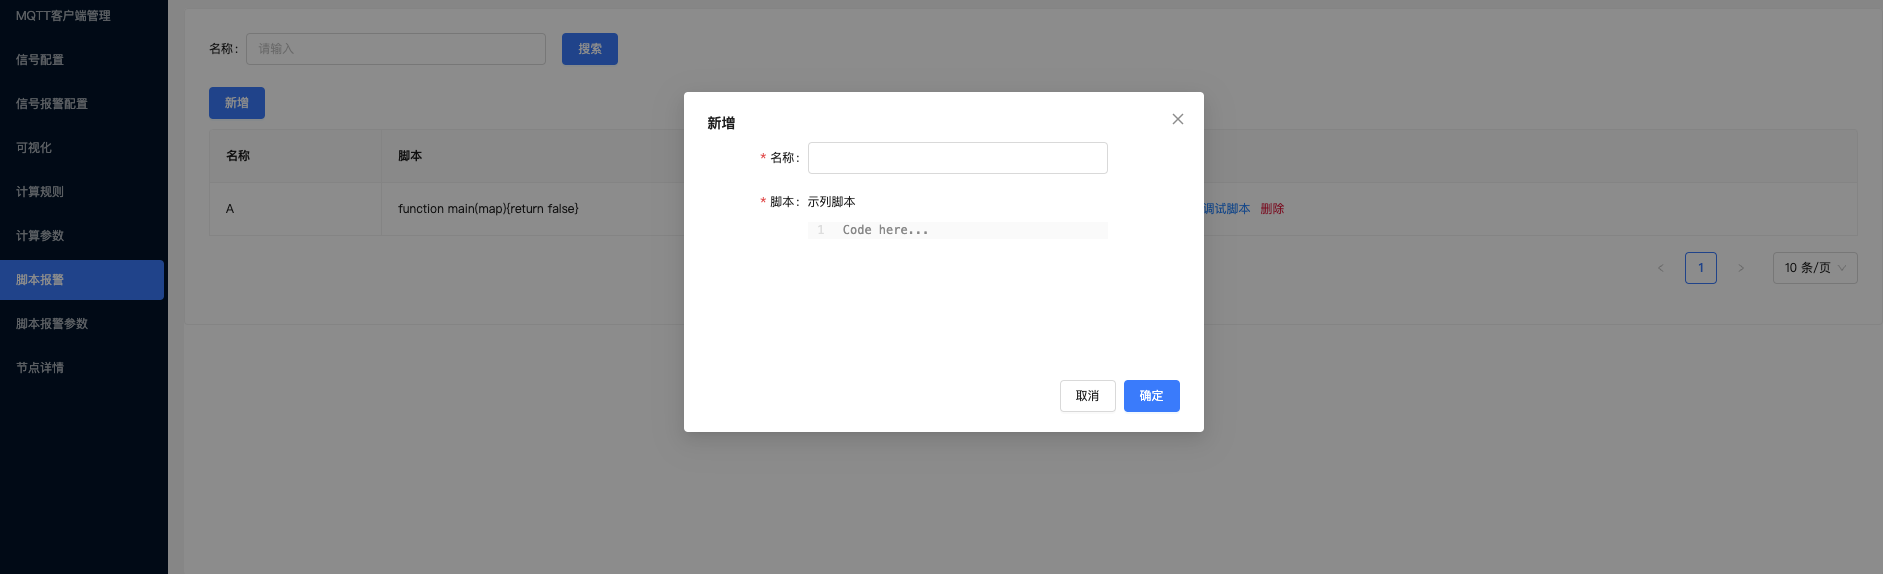 MQTT客户端管理
信号配置
信号报警配置
可视化
计算规则
计算参数
脚本报警
脚本报警参数
节点详情
名称: 请输入 搜索
新增
名称 脚本
A function main(map){return false} 调试脚本 删除
1 10 条/页
新增
* 名称:
* 脚本: 示列脚本
1 Code here...
取消 确定